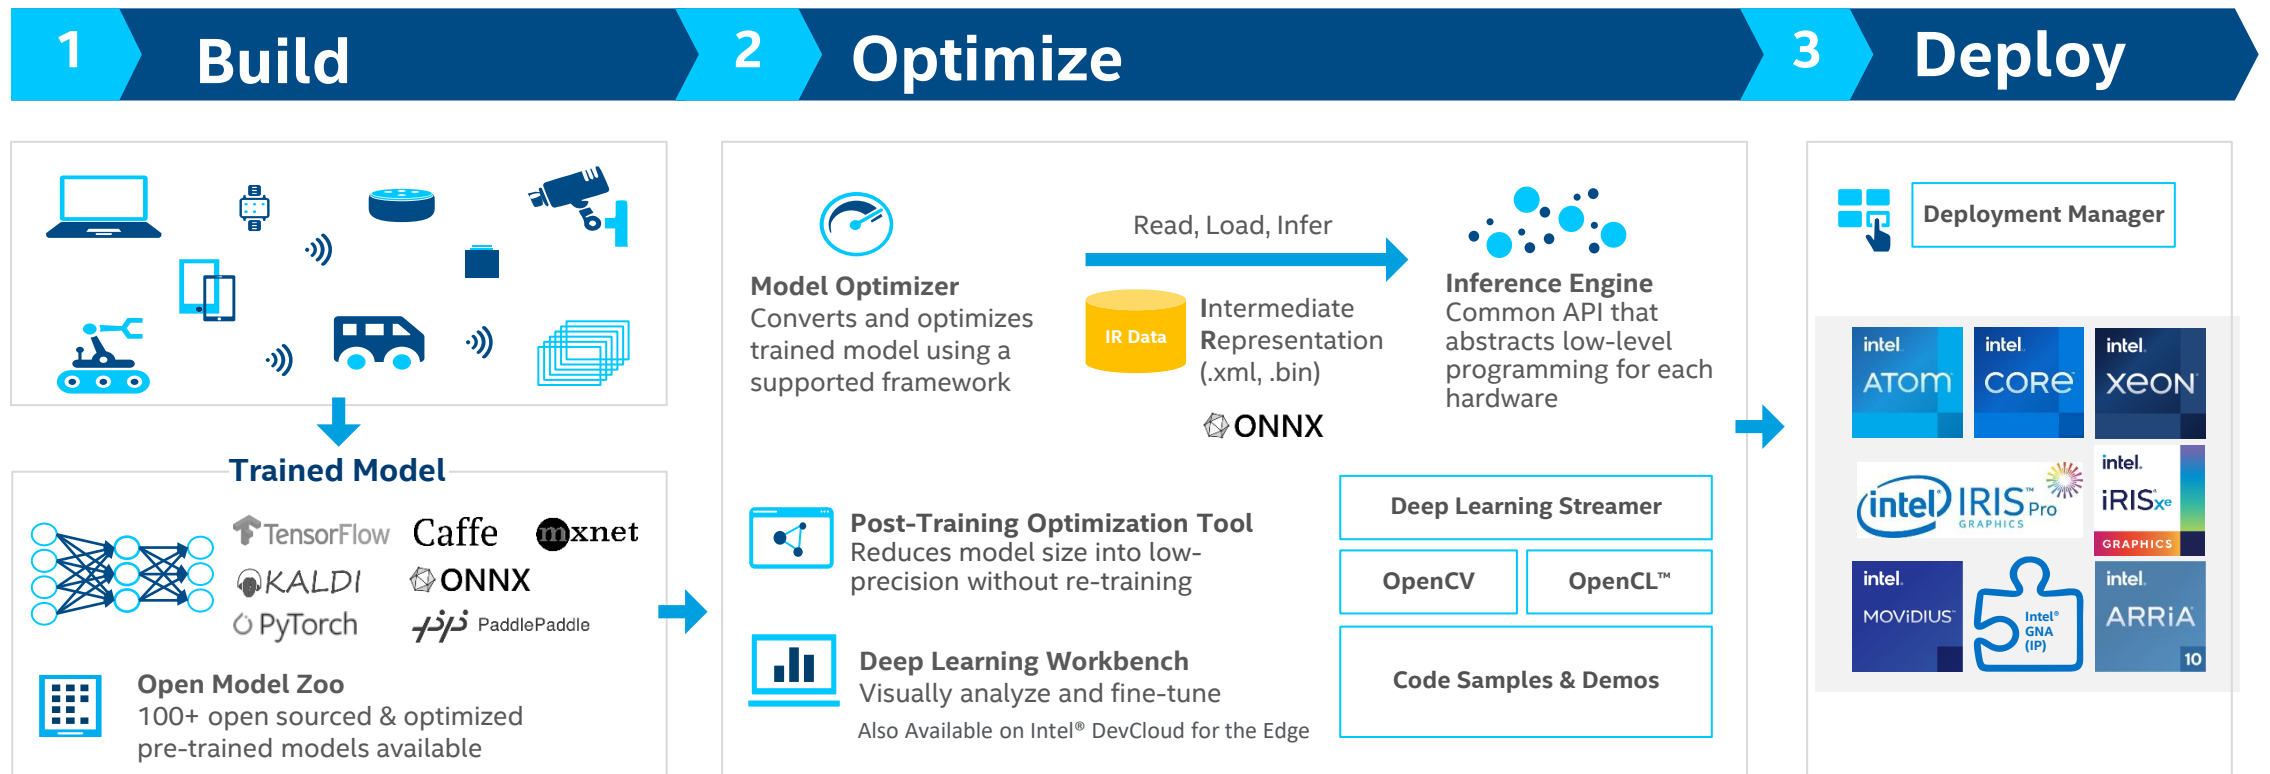 1 Build
2 Optimize
3 Deploy
Trained Model
TensorFlow
Caffe
mxnet
KALDI
ONNX
PyTorch
PaddlePaddle
Open Model Zoo
100+ open sourced & optimized
pre-trained models available
Model Optimizer
Converts and optimizes
trained model using a
supported framework
Read, Load, Infer
IR Data
Intermediate
Representation
(.xml, .bin)
ONNX
Inference Engine
Common API that
abstracts low-level
programming for each
hardware
Post-Training Optimization Tool
Reduces model size into low-
precision without re-training
Deep Learning Workbench
Visually analyze and fine-tune
Also Available on Intel® DevCloud for the Edge
Deep Learning Streamer
OpenCV
OpenCL™
Code Samples & Demos
Deployment Manager
intel.
ATOM™
intel.
CORE™
intel.
XEON™
intel IRIS™ Pro
GRAPHICS
intel.
iRIS Xe
GRAPHICS
intel.
MOVIDIUS™
Intel®
GNA
(IP)
intel.
ARRIA
10